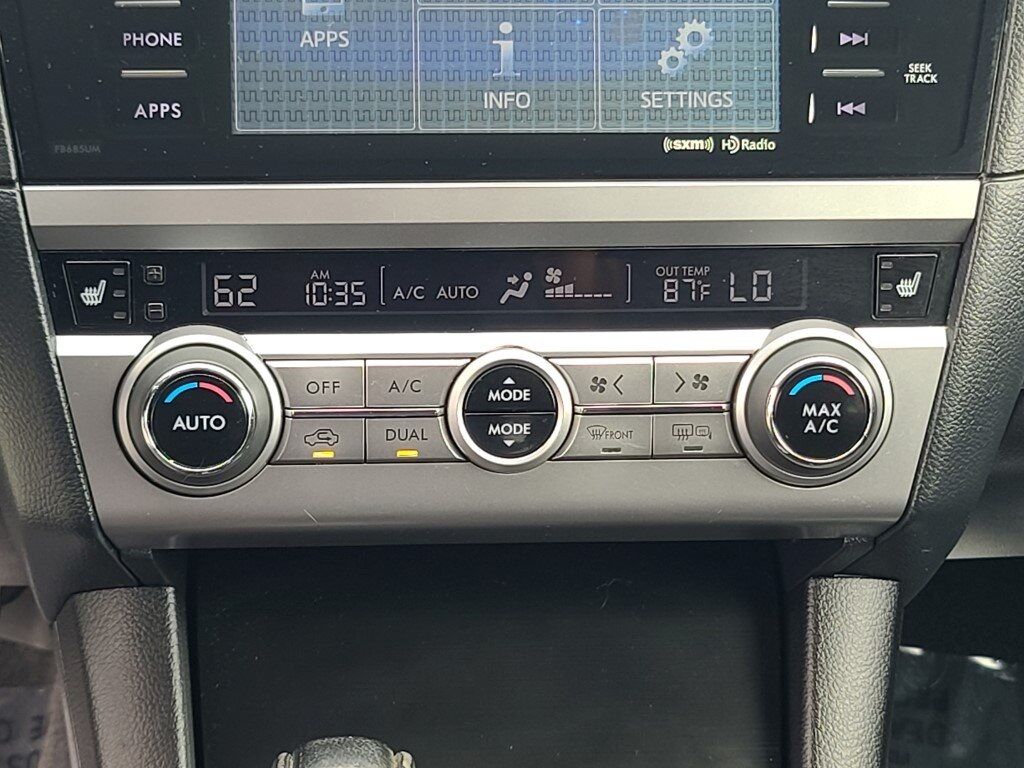 PHONE
APPS
APPS
INFO
SETTINGS
SEEK
TRACK
FB685UM
((sxm)) HD Radio
62 AM 10:35 A/C AUTO OUT TEMP 87°F LO
AUTO
OFF
A/C
DUAL
MODE
MODE
FRONT
MAX
A/C